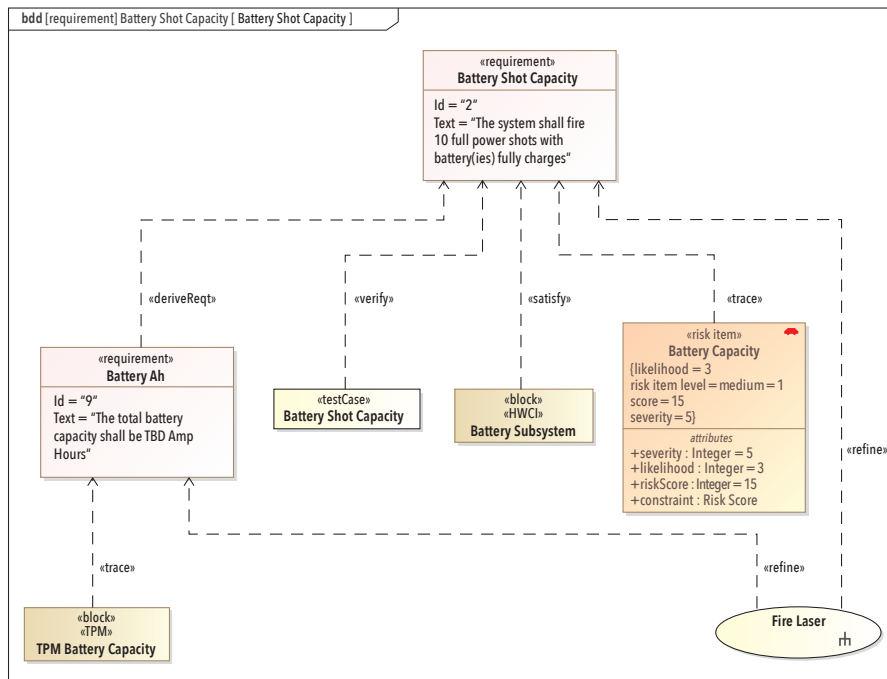 bdd [requirement] Battery Shot Capacity [ Battery Shot Capacity ]
«requirement»
Battery Shot Capacity
Id = "2"
Text = "The system shall fire
10 full power shots with
battery(ies) fully charges"
«deriveReqt»
«verify»
«satisfy»
«trace»
«requirement»
Battery Ah
Id = "9"
Text = "The total battery
capacity shall be TBD Amp
Hours"
«testCase»
Battery Shot Capacity
«block»
«HWCI»
Battery Subsystem
«risk item»
Battery Capacity
{likelihood = 3
risk item level = medium = 1
score = 15
severity = 5}
attributes
+severity : Integer = 5
+likelihood : Integer = 3
+riskScore : Integer = 15
+constraint : Risk Score
«refine»
«trace»
«refine»
«block»
«TPM»
TPM Battery Capacity
Fire Laser